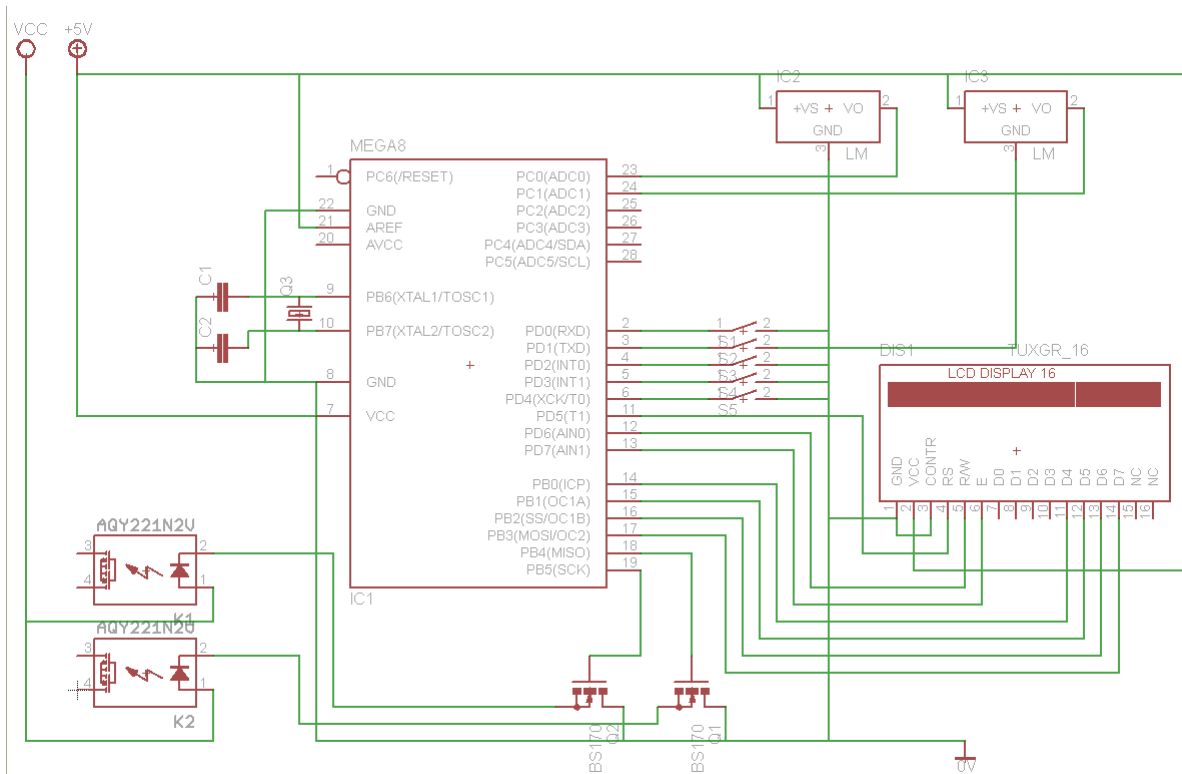 VCC +5V
IC2 IC3
1 +VS + VO 2
GND
3
LM
1 +VS + VO 2
GND
3
LM
MEGA8
1 PC6(/RESET) PC0(ADC0) 23
PC1(ADC1) 24
22 GND PC2(ADC2) 25
21 AREF PC3(ADC3) 26
20 AVCC PC4(ADC4/SDA) 27
PC5(ADC5/SCL) 28
C1
Q3
9 PB6(XTAL1/TOSC1)
C2
10 PB7(XTAL2/TOSC2) PD0(RXD) 2 1 2
PD1(TXD) 3 S1 2
PD2(INT0) 4 1 S2 2
8 GND PD3(INT1) 5 1 S3 2
PD4(XCK/T0) 6 1 S4 2
7 VCC PD5(T1) 11 S5
PD6(AIN0) 12
PD7(AIN1) 13
PB0(ICP) 14
PB1(OC1A) 15
PB2(SS/OC1B) 16
PB3(MOSI/OC2) 17
PB4(MISO) 18
PB5(SCK) 19
IC1
DIS1 TUXGR_16
LCD DISPLAY 16
GND VCC CONTR RS R/W E D0 D1 D2 D3 D4 D5 D6 D7 NC NC
1 2 3 4 5 6 7 8 9 10 11 12 13 14 15 16
AQY221N2V
3 2
4 1
K1
AQY221N2V
3 2
4 1
K2
BS170
Q2
BS170
Q1
0V